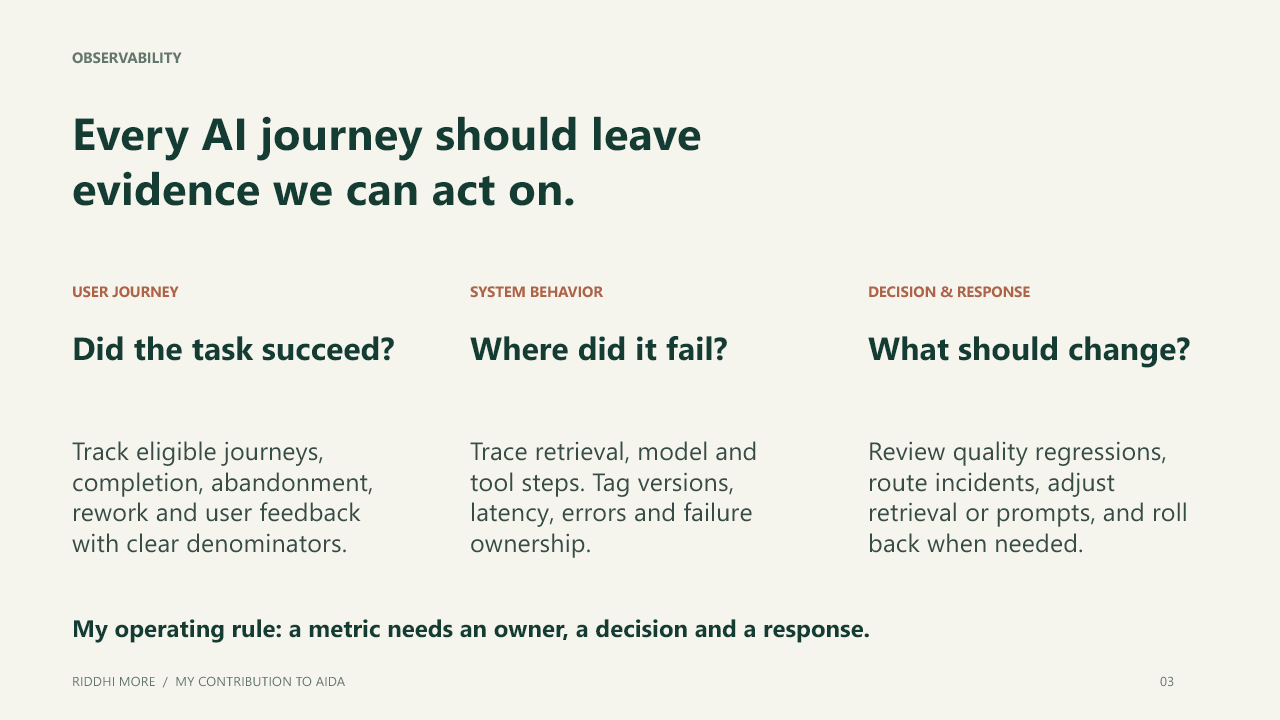 OBSERVABILITY
Every AI journey should leave
evidence we can act on.
USER JOURNEY
Did the task succeed?
Track eligible journeys,
completion, abandonment,
rework and user feedback
with clear denominators.
SYSTEM BEHAVIOR
Where did it fail?
Trace retrieval, model and
tool steps. Tag versions,
latency, errors and failure
ownership.
DECISION & RESPONSE
What should change?
Review quality regressions,
route incidents, adjust
retrieval or prompts, and roll
back when needed.
My operating rule: a metric needs an owner, a decision and a response.
RIDDHI MORE / MY CONTRIBUTION TO AIDA
03